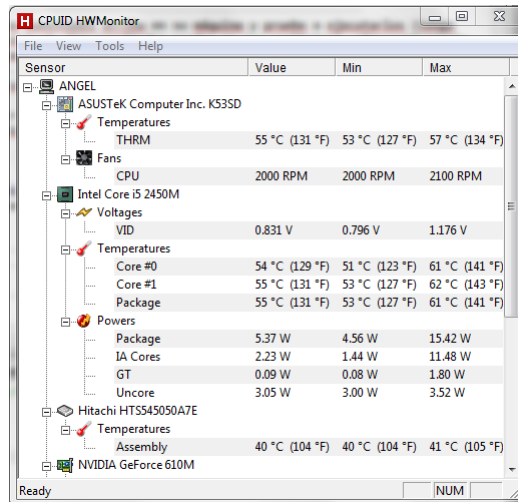 CPUID HWMonitor
File View Tools Help
Sensor Value Min Max
ANGEL
ASUSTeK Computer Inc. K53SD
Temperatures
THRM 55 °C (131 °F) 53 °C (127 °F) 57 °C (134 °F)
Fans
CPU 2000 RPM 2000 RPM 2100 RPM
Intel Core i5 2450M
Voltages
VID 0.831 V 0.796 V 1.176 V
Temperatures
Core #0 54 °C (129 °F) 51 °C (123 °F) 61 °C (141 °F)
Core #1 55 °C (131 °F) 53 °C (127 °F) 62 °C (143 °F)
Package 55 °C (131 °F) 53 °C (127 °F) 61 °C (141 °F)
Powers
Package 5.37 W 4.56 W 15.42 W
IA Cores 2.23 W 1.44 W 11.48 W
GT 0.09 W 0.08 W 1.80 W
Uncore 3.05 W 3.00 W 3.52 W
Hitachi HTS545050A7E
Temperatures
Assembly 40 °C (104 °F) 40 °C (104 °F) 41 °C (105 °F)
NVIDIA GeForce 610M
Ready NUM